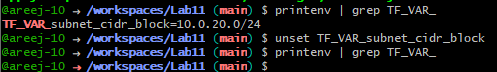 @areej-10 → /workspaces/Lab11 (main) $ printenv | grep TF_VAR_
TF_VAR_subnet_cidr_block=10.0.20.0/24
@areej-10 → /workspaces/Lab11 (main) $ unset TF_VAR_subnet_cidr_block
@areej-10 → /workspaces/Lab11 (main) $ printenv | grep TF_VAR_
@areej-10 → /workspaces/Lab11 (main) $